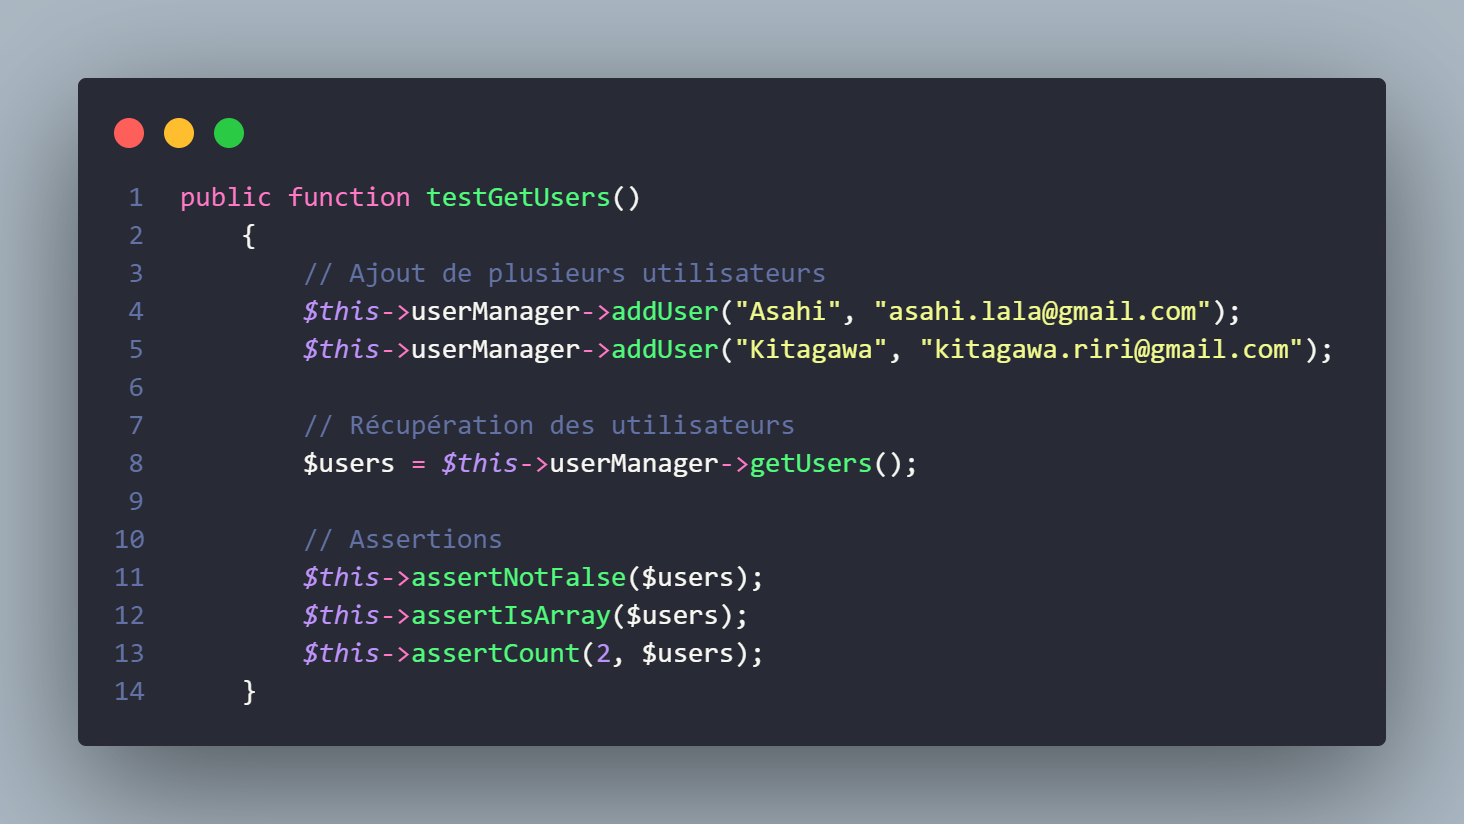 1 public function testGetUsers()
2 {
3 // Ajout de plusieurs utilisateurs
4 $this->userManager->addUser("Asahi", "asahi.lala@gmail.com");
5 $this->userManager->addUser("Kitagawa", "kitagawa.riri@gmail.com");
6
7 // Récupération des utilisateurs
8 $users = $this->userManager->getUsers();
9
10 // Assertions
11 $this->assertNotFalse($users);
12 $this->assertIsArray($users);
13 $this->assertCount(2, $users);
14 }